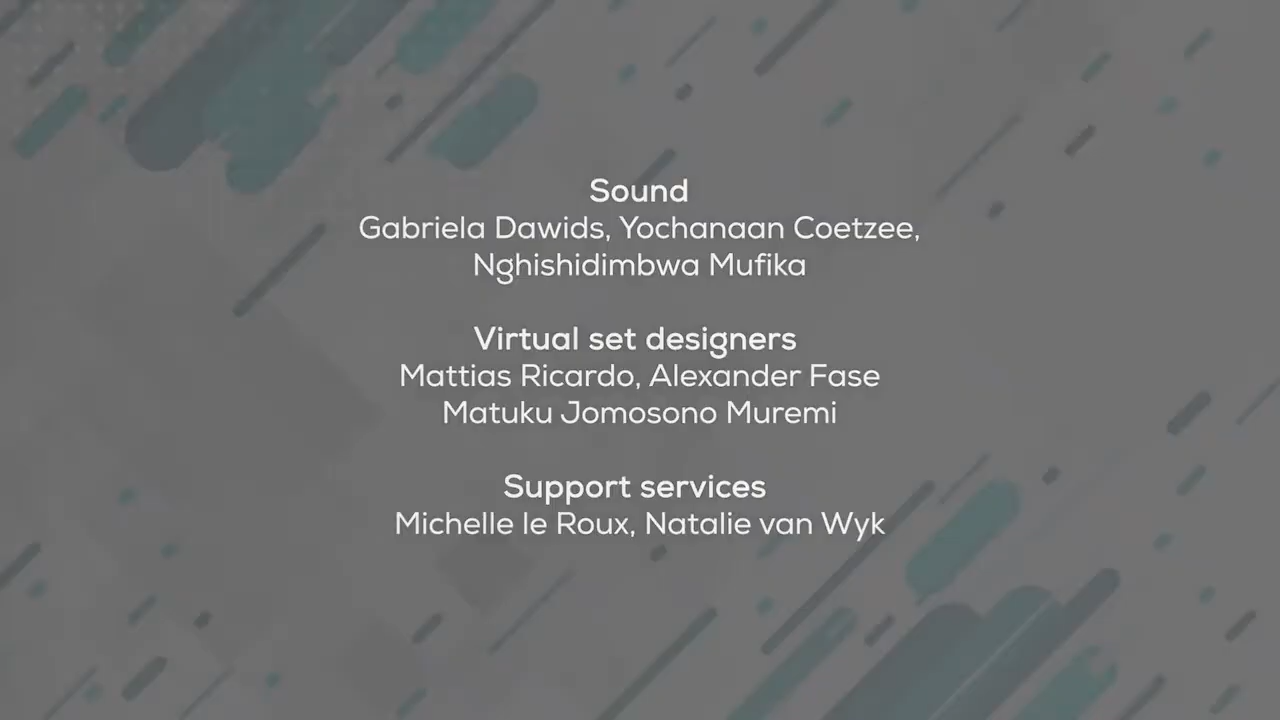 Sound
Gabriela Dawids, Yochanaan Coetzee,
Nghishidimbwa Mufika
Virtual set designers
Mattias Ricardo, Alexander Fase
Matuku Jomosono Muremi
Support services
Michelle le Roux, Natalie van Wyk